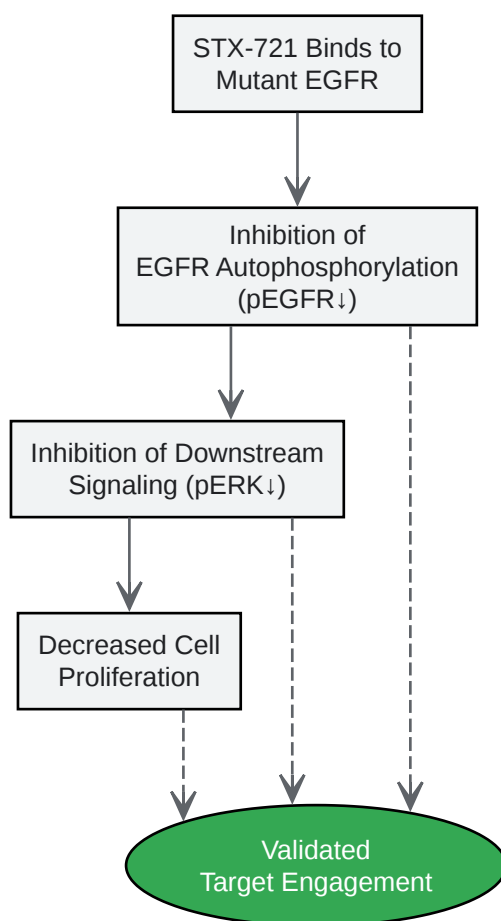 STX-721 Binds to
Mutant EGFR
Inhibition of
EGFR Autophosphorylation
(pEGFR↓)
Inhibition of Downstream
Signaling (pERK↓)
Decreased Cell
Proliferation
Validated
Target Engagement